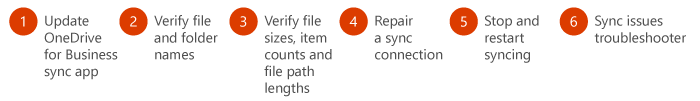 1
Update
OneDrive
for Business
sync app
2
Verify file
and folder
names
3
Verify file
sizes, item
counts and
file path
lengths
4
Repair
a sync
connection
5
Stop and
restart
syncing
6
Sync issues
troubleshooter